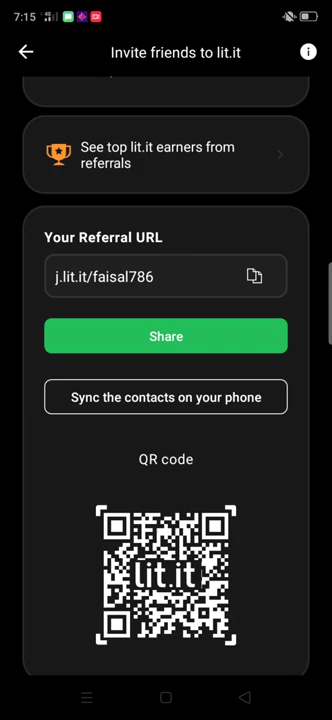 7:15
Invite friends to lit.it
See top lit.it earners from
referrals
Your Referral URL
j.lit.it/faisal786
Share
Sync the contacts on your phone
QR code
lit.it